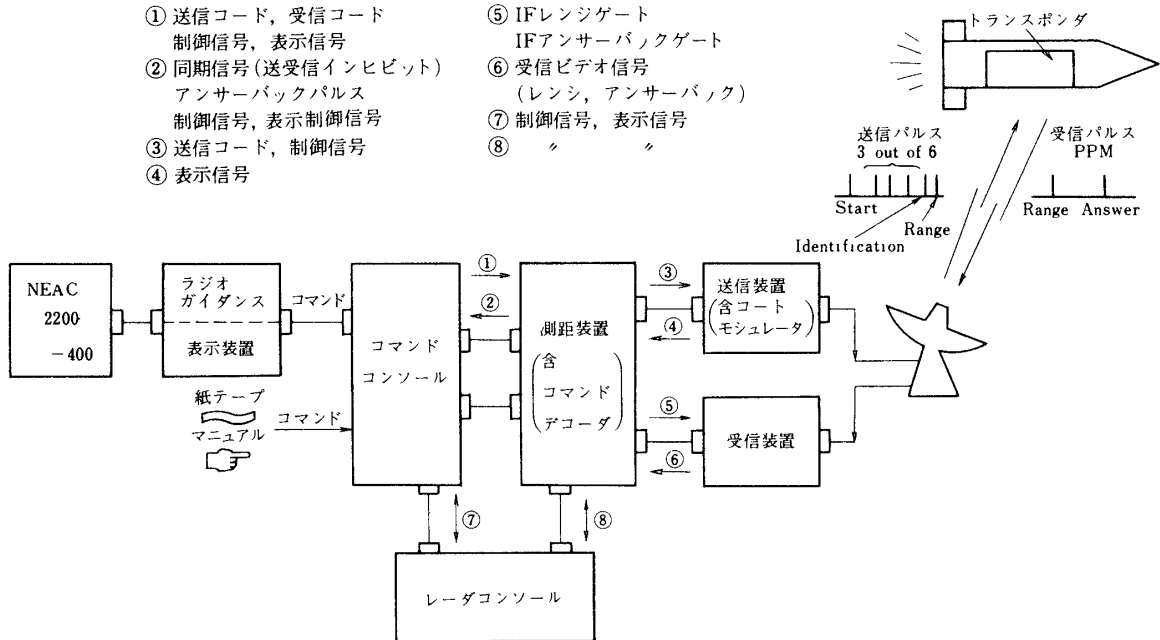 ① 送信コード, 受信コード
制御信号, 表示信号
② 同期信号(送受信インヒビット)
アンサーバックパルス
制御信号, 表示制御信号
③ 送信コード, 制御信号
④ 表示信号
⑤ IFレンジゲート
IFアンサーバックゲート
⑥ 受信ビデオ信号
(レンシ, アンサーバック)
⑦ 制御信号, 表示信号
⑧ 〃 〃
トランスポンダ
送信パルス
3 out of 6
Start
Range
Identification
受信パルス
PPM
Range Answer
NEAC
2200
-400
ラジオ
ガイダンス
表示装置
コマンド
紙テープ
マニュアル
コマンド
コマンド
コンソール
①
②
測距装置
(含
コマンド
デコーダ)
③
④
送信装置
(含コート
モシュレータ)
⑤
⑥
受信装置
⑦
⑧
レーダコンソール